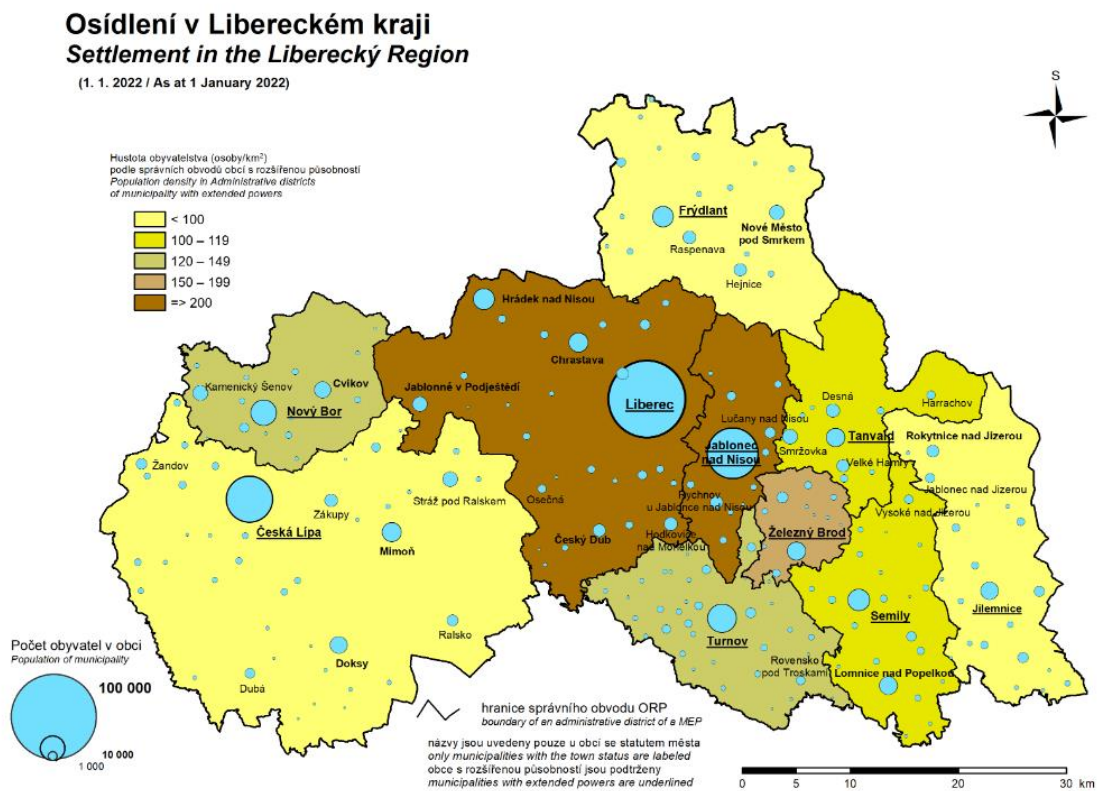 Osídlení v Libereckém kraji
Settlement in the Liberecký Region
(1. 1. 2022 / As at 1 January 2022)
S
Hustota obyvatelstva (osoby/km²)
podle správních obvodů obcí s rozšířenou působností
Population density in Administrative districts
of municipality with extended powers
< 100
100 – 119
120 – 149
150 – 199
=> 200
Frýdlant
Nové Město
pod Smrkem
Raspenava
Hejnice
Hrádek nad Nisou
Chrastava
Kamenický Šenov
Cvikov
Nový Bor
Jablonné v Podještědí
Liberec
Desná
Harrachov
Lučany nad Nisou
Tanvald
Smržovka
Rokytnice nad Jizerou
Jablonec
nad Nisou
Velké Hamry
Žandov
Stráž pod Ralskem
Osečná
Rychnov
u Jablonce nad Nisou
Jablonec nad Jizerou
Vysoké nad Jizerou
Zákupy
Česká Lípa
Mimoň
Český Dub
Hodkovice
nad Mohelkou
Železný Brod
Jilemnice
Semily
Turnov
Ralsko
Rovensko
pod Troskami
Lomnice nad Popelkou
Doksy
Dubá
Počet obyvatel v obci
Population of municipality
100 000
10 000
1 000
hranice správního obvodu ORP
boundary of an administrative district of a MEP
názvy jsou uvedeny pouze u obcí se statutem města
only municipalities with the town status are labeled
obce s rozšířenou působností jsou podtrženy
municipalities with extended powers are underlined
0 5 10 20 30 km